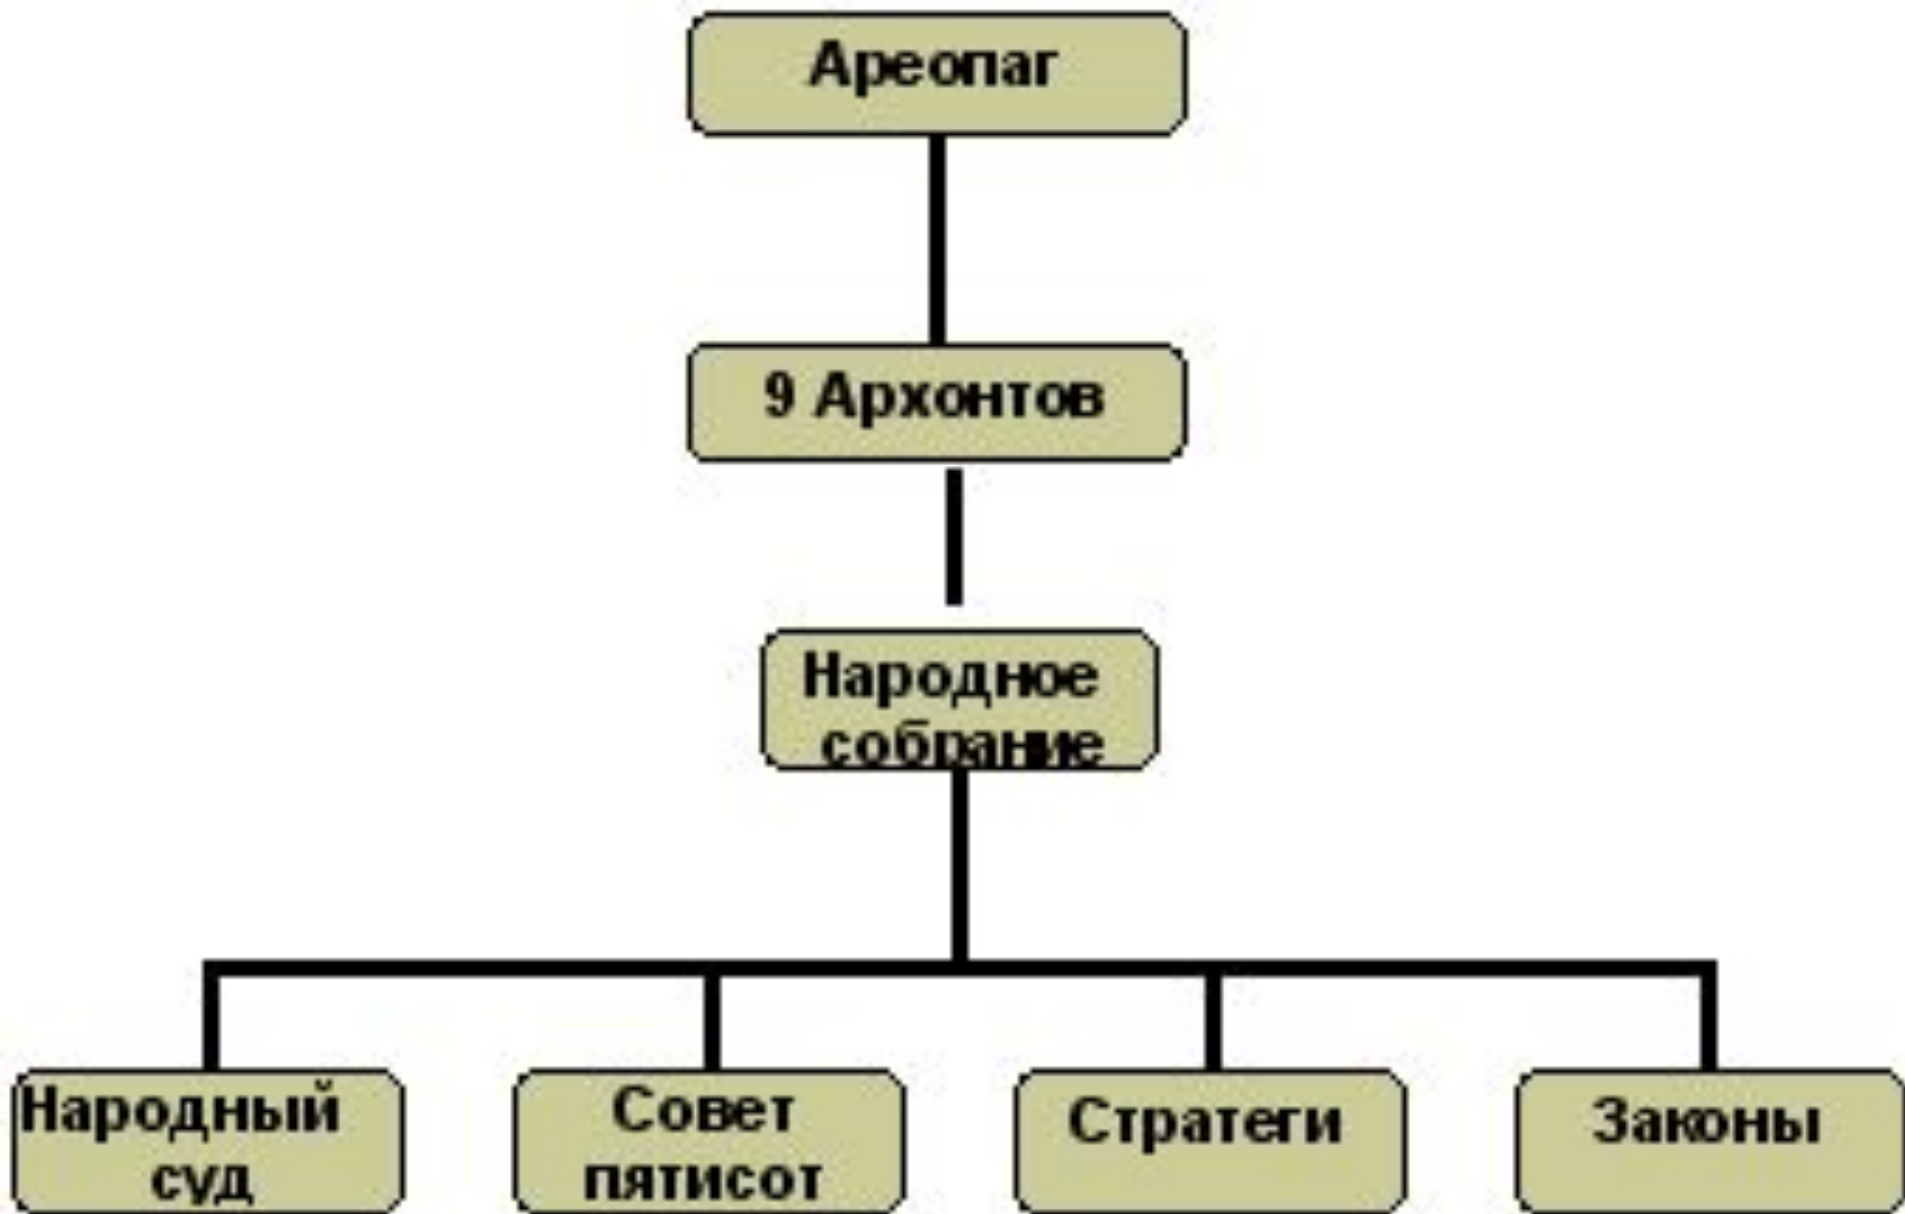 Ареопаг
9 Архонтов
Народное
собрание
Народный
суд
Совет
пятисот
Стратеги
Законы